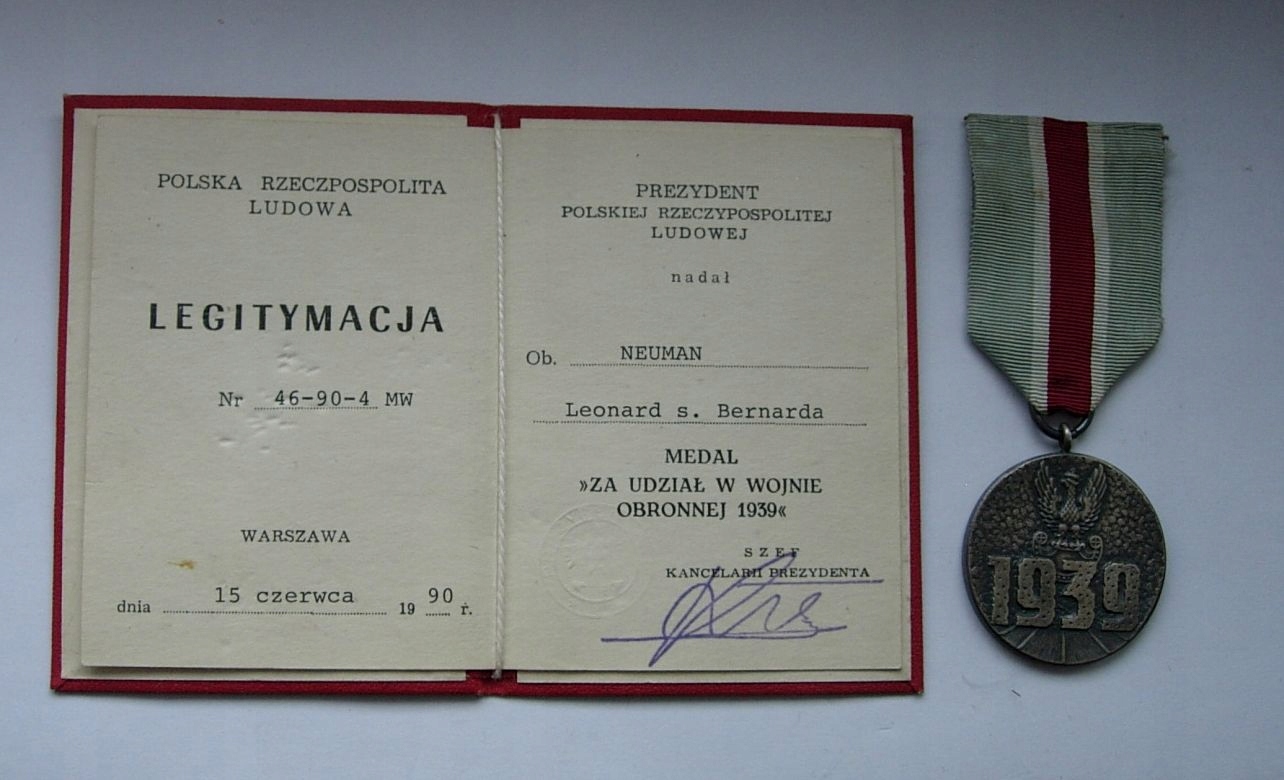 POLSKA RZECZPOSPOLITA
LUDOWA
LEGITYMACJA
Nr 46-90-4 MW
WARSZAWA
dnia 15 czerwca 19 90 r.
PREZYDENT
POLSKIEJ RZECZYPOSPOLITEJ
LUDOWEJ
nadał
Ob. NEUMAN
Leonard s. Bernarda
MEDAL
»ZA UDZIAŁ W WOJNIE
OBRONNEJ 1939«
SZEF
KANCELARII PREZYDENTA
1939